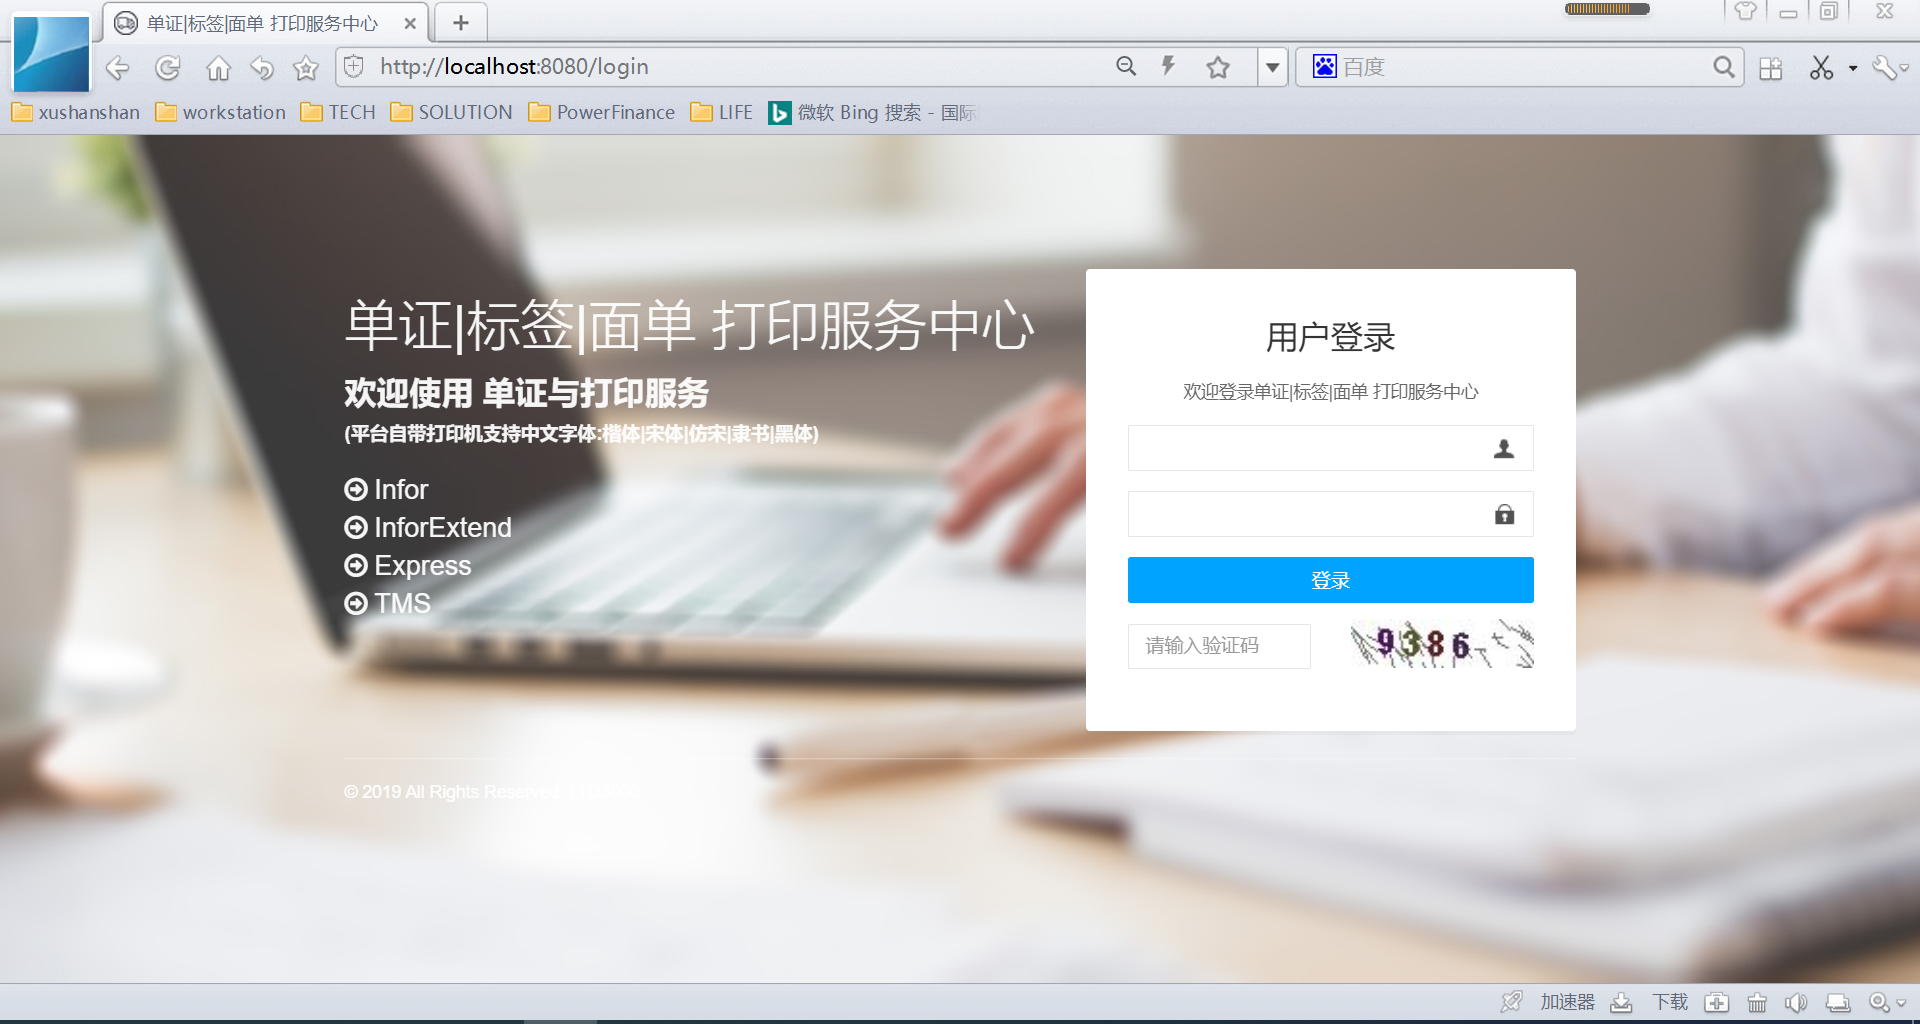 单证|标签|面单 打印服务中心
http://localhost:8080/login
百度
xushanshan workstation TECH SOLUTION PowerFinance LIFE 微软 Bing 搜索 - 国际
单证|标签|面单 打印服务中心
欢迎使用 单证与打印服务
(平台自带打印机支持中文字体:楷体|宋体|仿宋|隶书|黑体)
Infor
InforExtend
Express
TMS
© 2019 All Rights Reserved.
用户登录
欢迎登录单证|标签|面单 打印服务中心
登录
请输入验证码
9386
加速器 下载